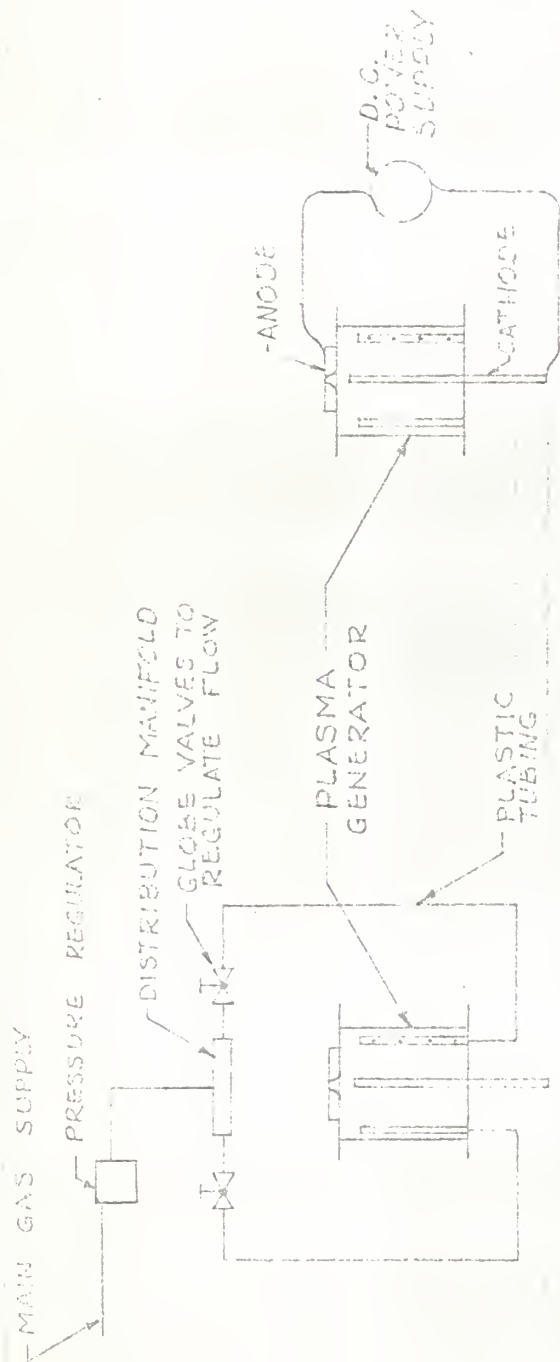 MAIN GAS SUPPLY
PRESSURE REGULATOR
DISTRIBUTION MANIFOLD
GLOBE VALVES TO
REGULATE FLOW
PLASMA
GENERATOR
PLASTIC
TUBING
ANODE
D.C.
POWER
SUPPLY
CATHODE